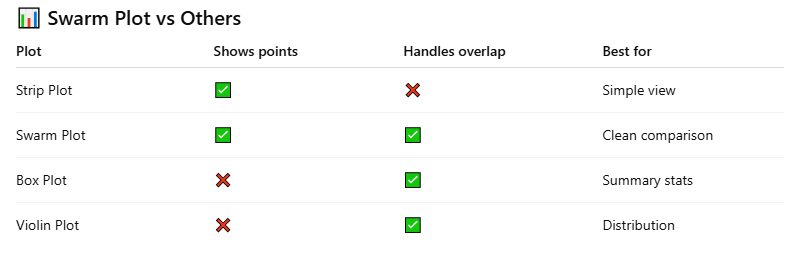 📊 Swarm Plot vs Others
Plot Shows points Handles overlap Best for
Strip Plot ✅ ❌ Simple view
Swarm Plot ✅ ✅ Clean comparison
Box Plot ❌ ✅ Summary stats
Violin Plot ❌ ✅ Distribution